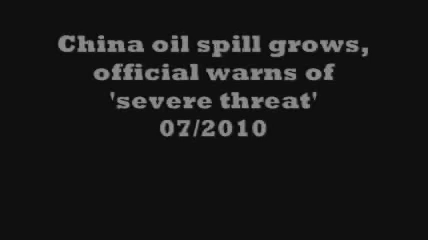 China oil spill grows,
official warns of
'severe threat'
07/2010